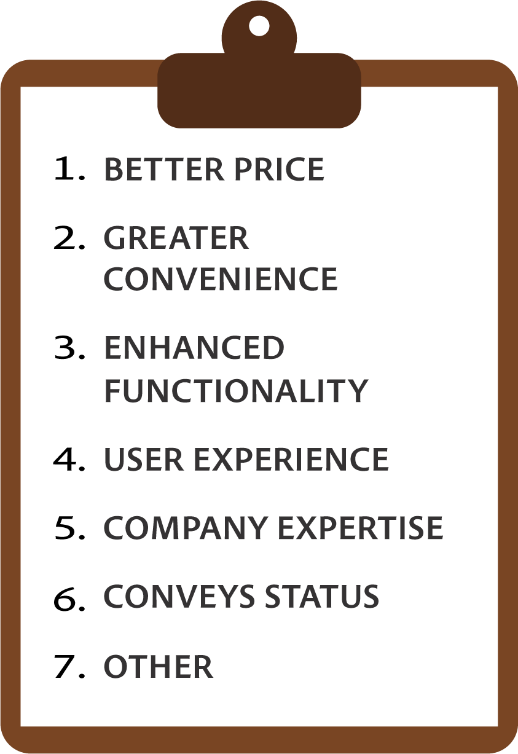 1. BETTER PRICE
2. GREATER
CONVENIENCE
3. ENHANCED
FUNCTIONALITY
4. USER EXPERIENCE
5. COMPANY EXPERTISE
6. CONVEYS STATUS
7. OTHER